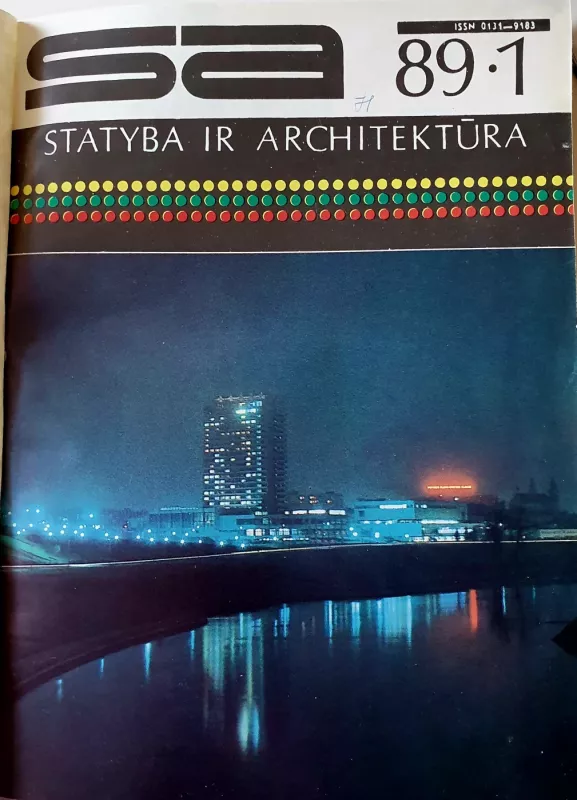 ISSN 0131—9183
sa
89·1
STATYBA IR ARCHITEKTŪRA